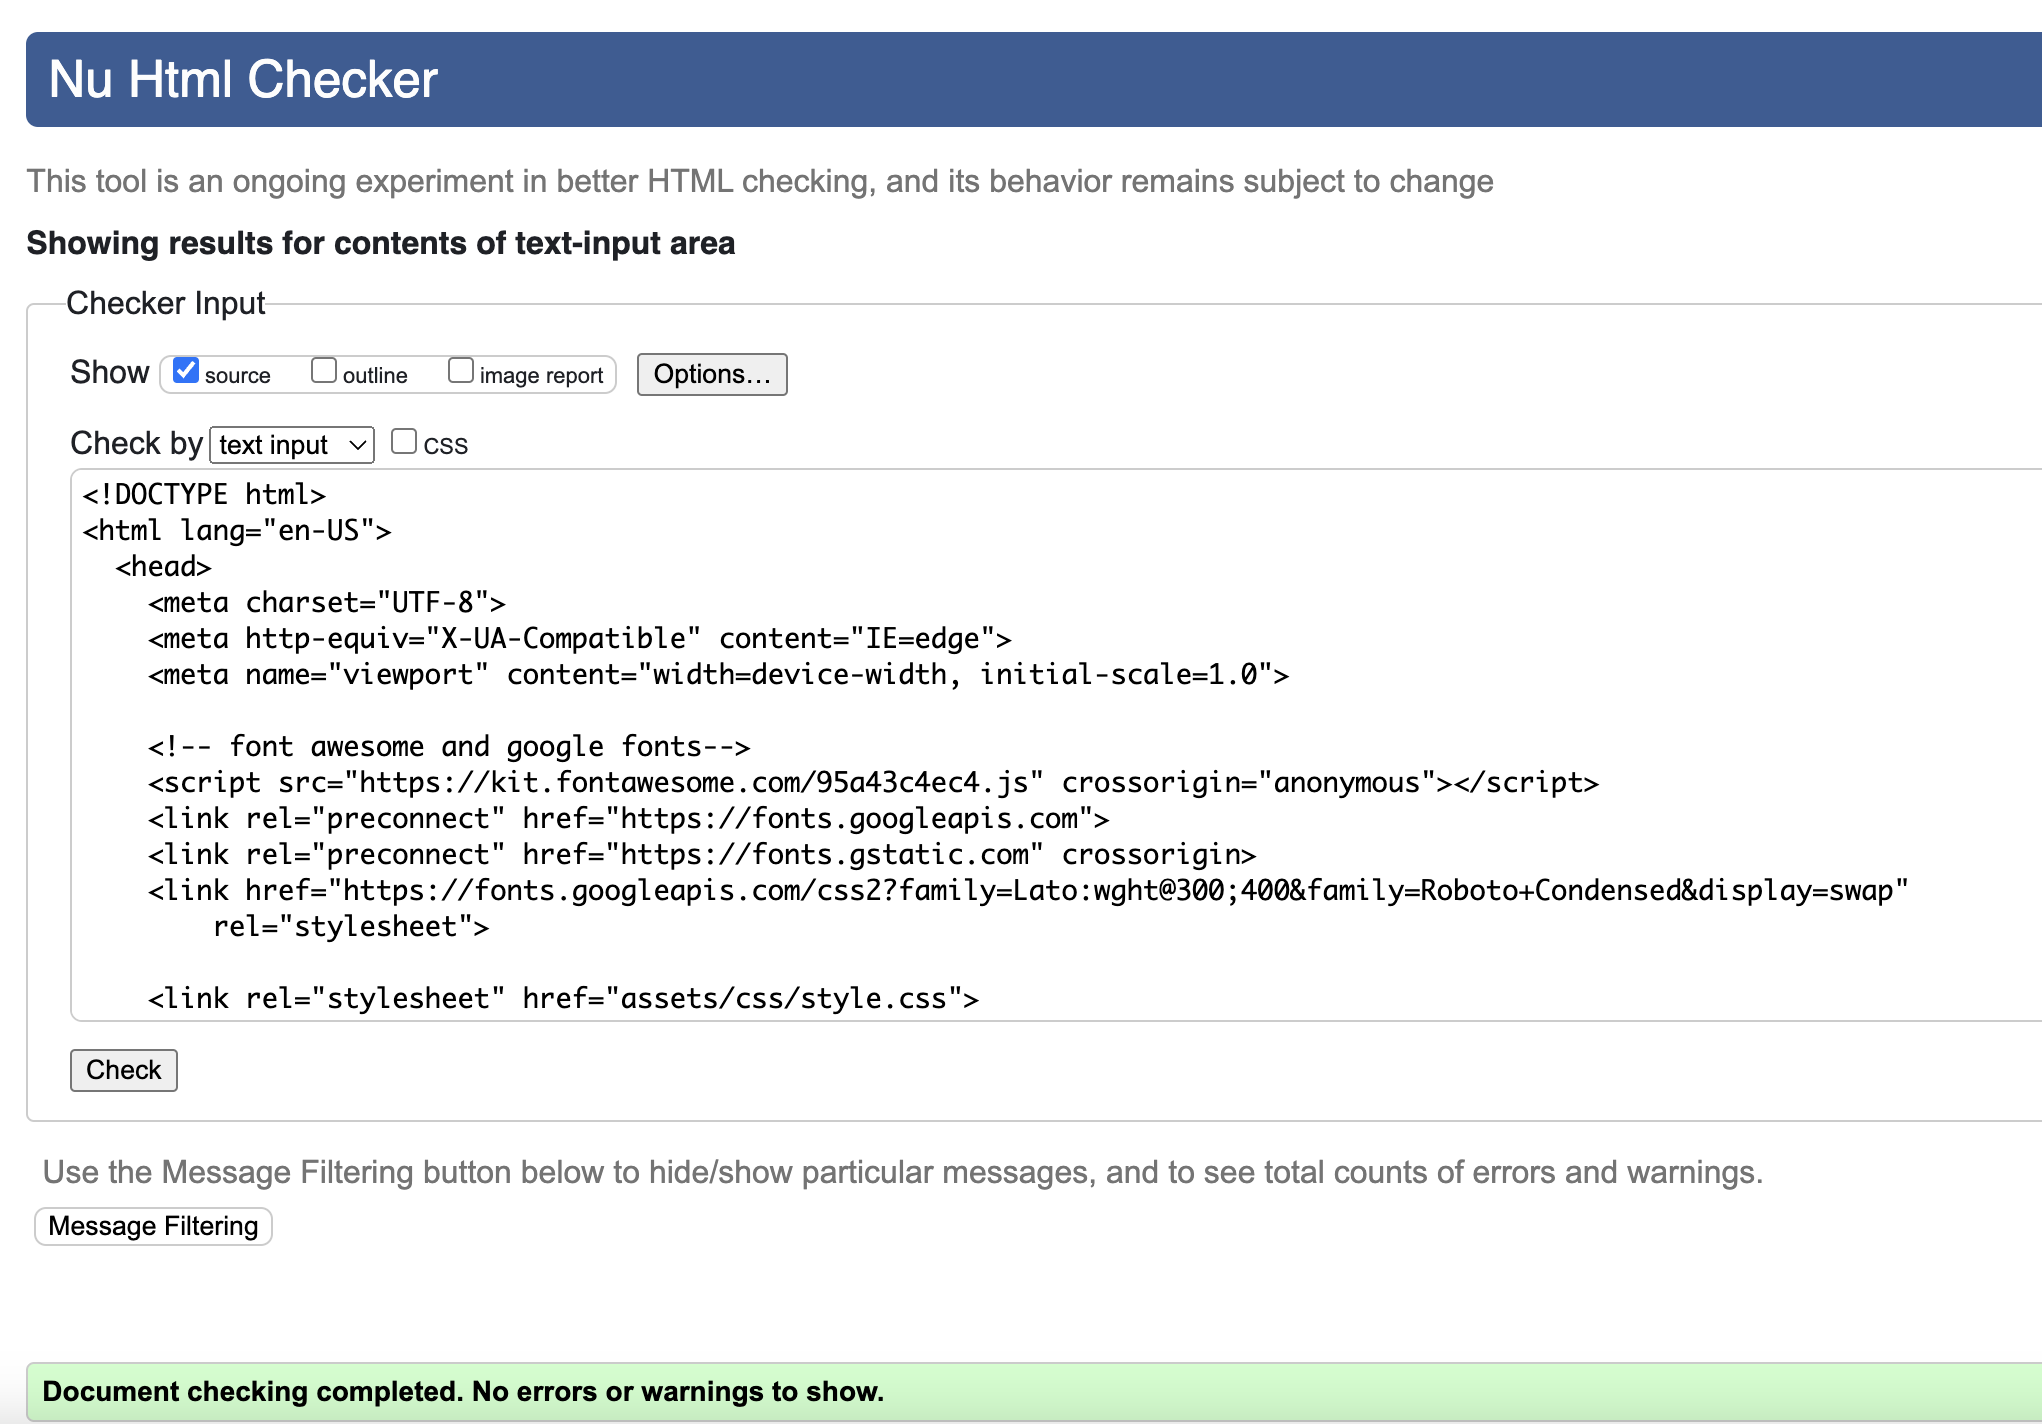 Nu Html Checker
This tool is an ongoing experiment in better HTML checking, and its behavior remains subject to change
Showing results for contents of text-input area
Checker Input
Show source outline image report Options...
Check by text input css
<!DOCTYPE html>
<html lang="en-US">
  <head>
    <meta charset="UTF-8">
    <meta http-equiv="X-UA-Compatible" content="IE=edge">
    <meta name="viewport" content="width=device-width, initial-scale=1.0">
    <!-- font awesome and google fonts-->
    <script src="https://kit.fontawesome.com/95a43c4ec4.js" crossorigin="anonymous"></script>
    <link rel="preconnect" href="https://fonts.googleapis.com">
    <link rel="preconnect" href="https://fonts.gstatic.com" crossorigin>
    <link href="https://fonts.googleapis.com/css2?family=Lato:wght@300;400&family=Roboto+Condensed&display=swap"
        rel="stylesheet">
    <link rel="stylesheet" href="assets/css/style.css">
Check
Use the Message Filtering button below to hide/show particular messages, and to see total counts of errors and warnings.
Message Filtering
Document checking completed. No errors or warnings to show.